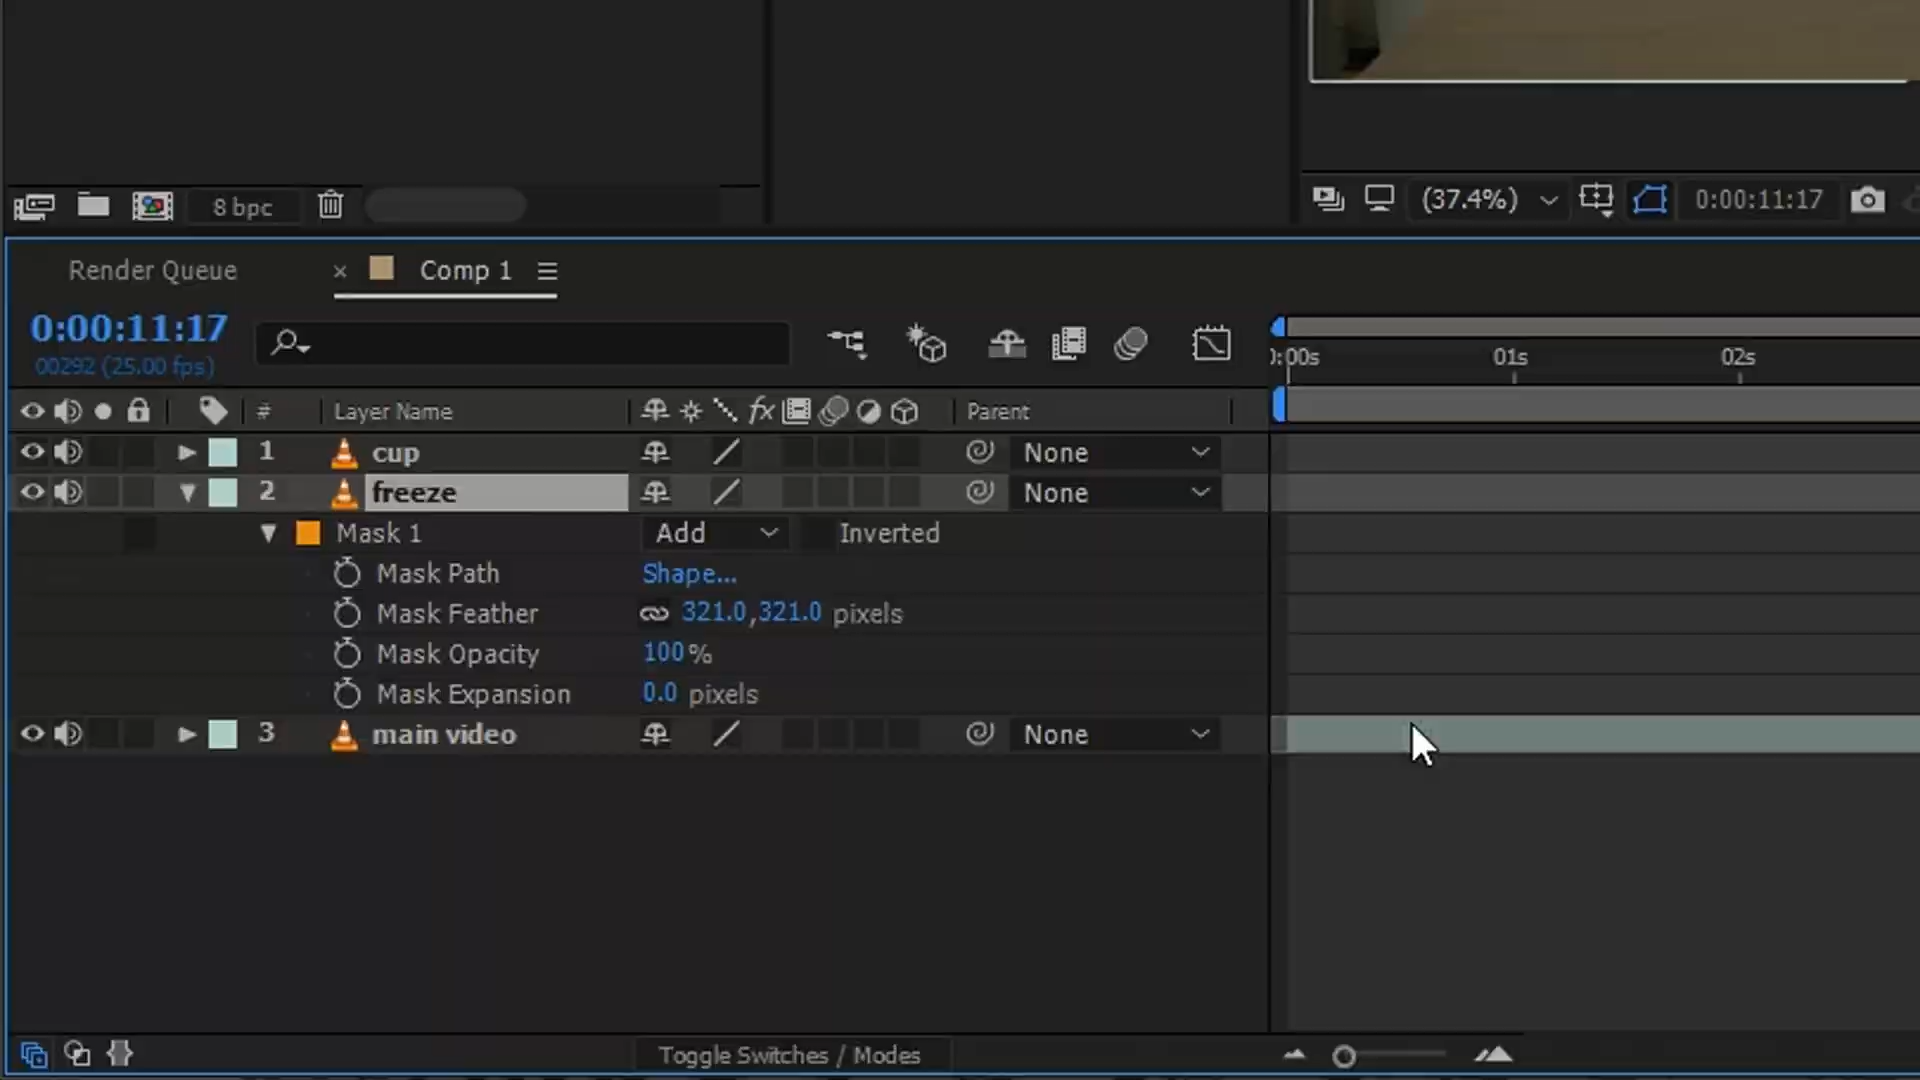 8 bpc
(37.4%)
0:00:11:17
Render Queue
× Comp 1
0:00:11:17
00292 (25.00 fps)
):00s 01s 02s
# Layer Name fx Parent
1 cup None
2 freeze None
Mask 1 Add Inverted
Mask Path Shape...
Mask Feather 321.0,321.0 pixels
Mask Opacity 100%
Mask Expansion 0.0 pixels
3 main video None
Toggle Switches / Modes